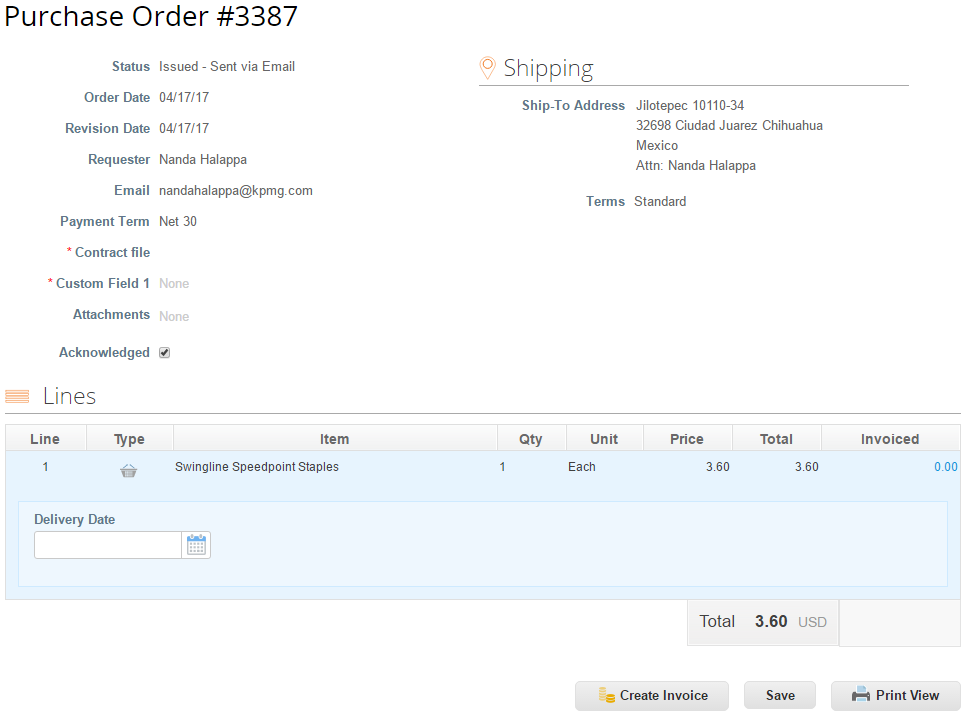 Purchase Order #3387
Status Issued - Sent via Email
Order Date 04/17/17
Revision Date 04/17/17
Requester Nanda Halappa
Email nandahalappa@kpmg.com
Payment Term Net 30
* Contract file
* Custom Field 1 None
Attachments None
Acknowledged
Shipping
Ship-To Address Jilotepec 10110-34
32698 Ciudad Juarez Chihuahua
Mexico
Attn: Nanda Halappa
Terms Standard
Lines
Line Type Item Qty Unit Price Total Invoiced
1 Swingline Speedpoint Staples 1 Each 3.60 3.60 0.00
Delivery Date
Total 3.60 USD
Create Invoice Save Print View